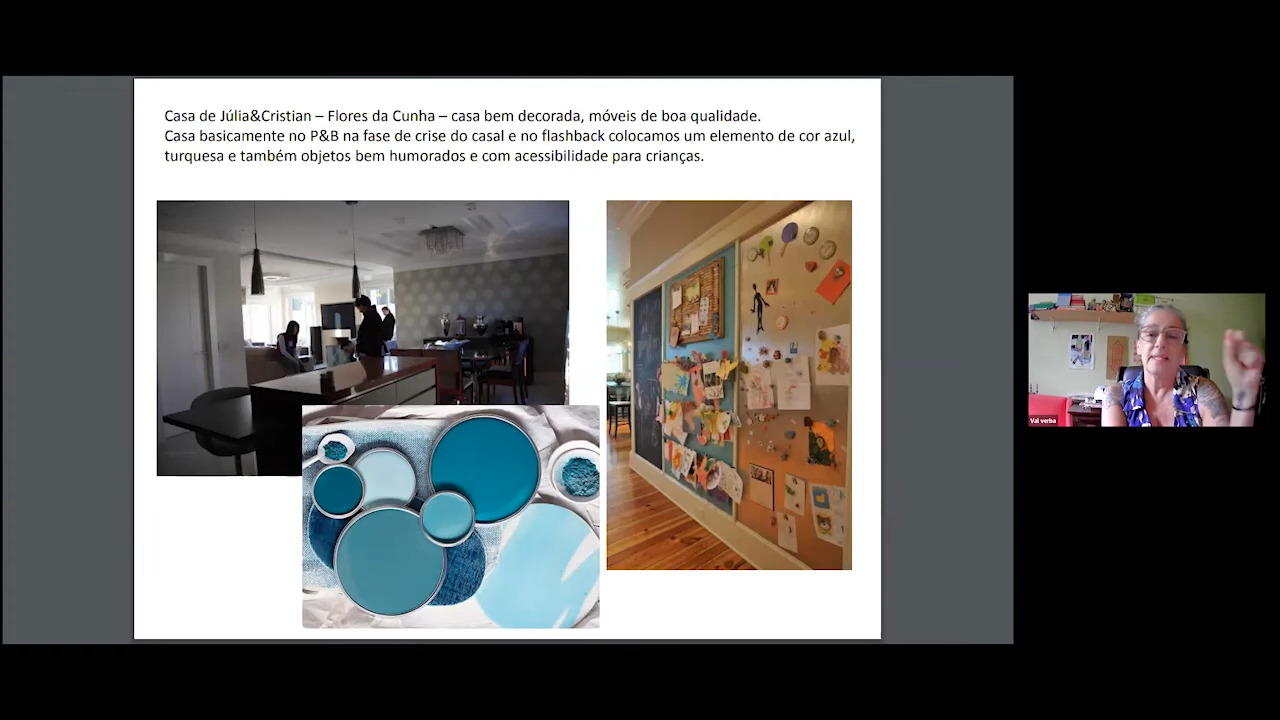 Casa de Júlia&Cristian – Flores da Cunha – casa bem decorada, móveis de boa qualidade.
Casa basicamente no P&B na fase de crise do casal e no flashback colocamos um elemento de cor azul,
turquesa e também objetos bem humorados e com acessibilidade para crianças.
Val verba